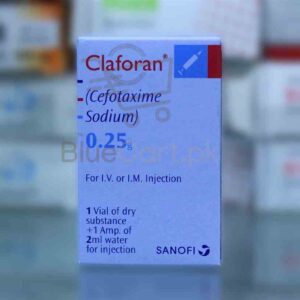 Claforan®
(Cefotaxime
Sodium)
0.25g
BlueCart.pk
For I.V. or I.M. Injection
1 Vial of dry
substance
+1 Amp. of
2ml water
for injection
SANOFI